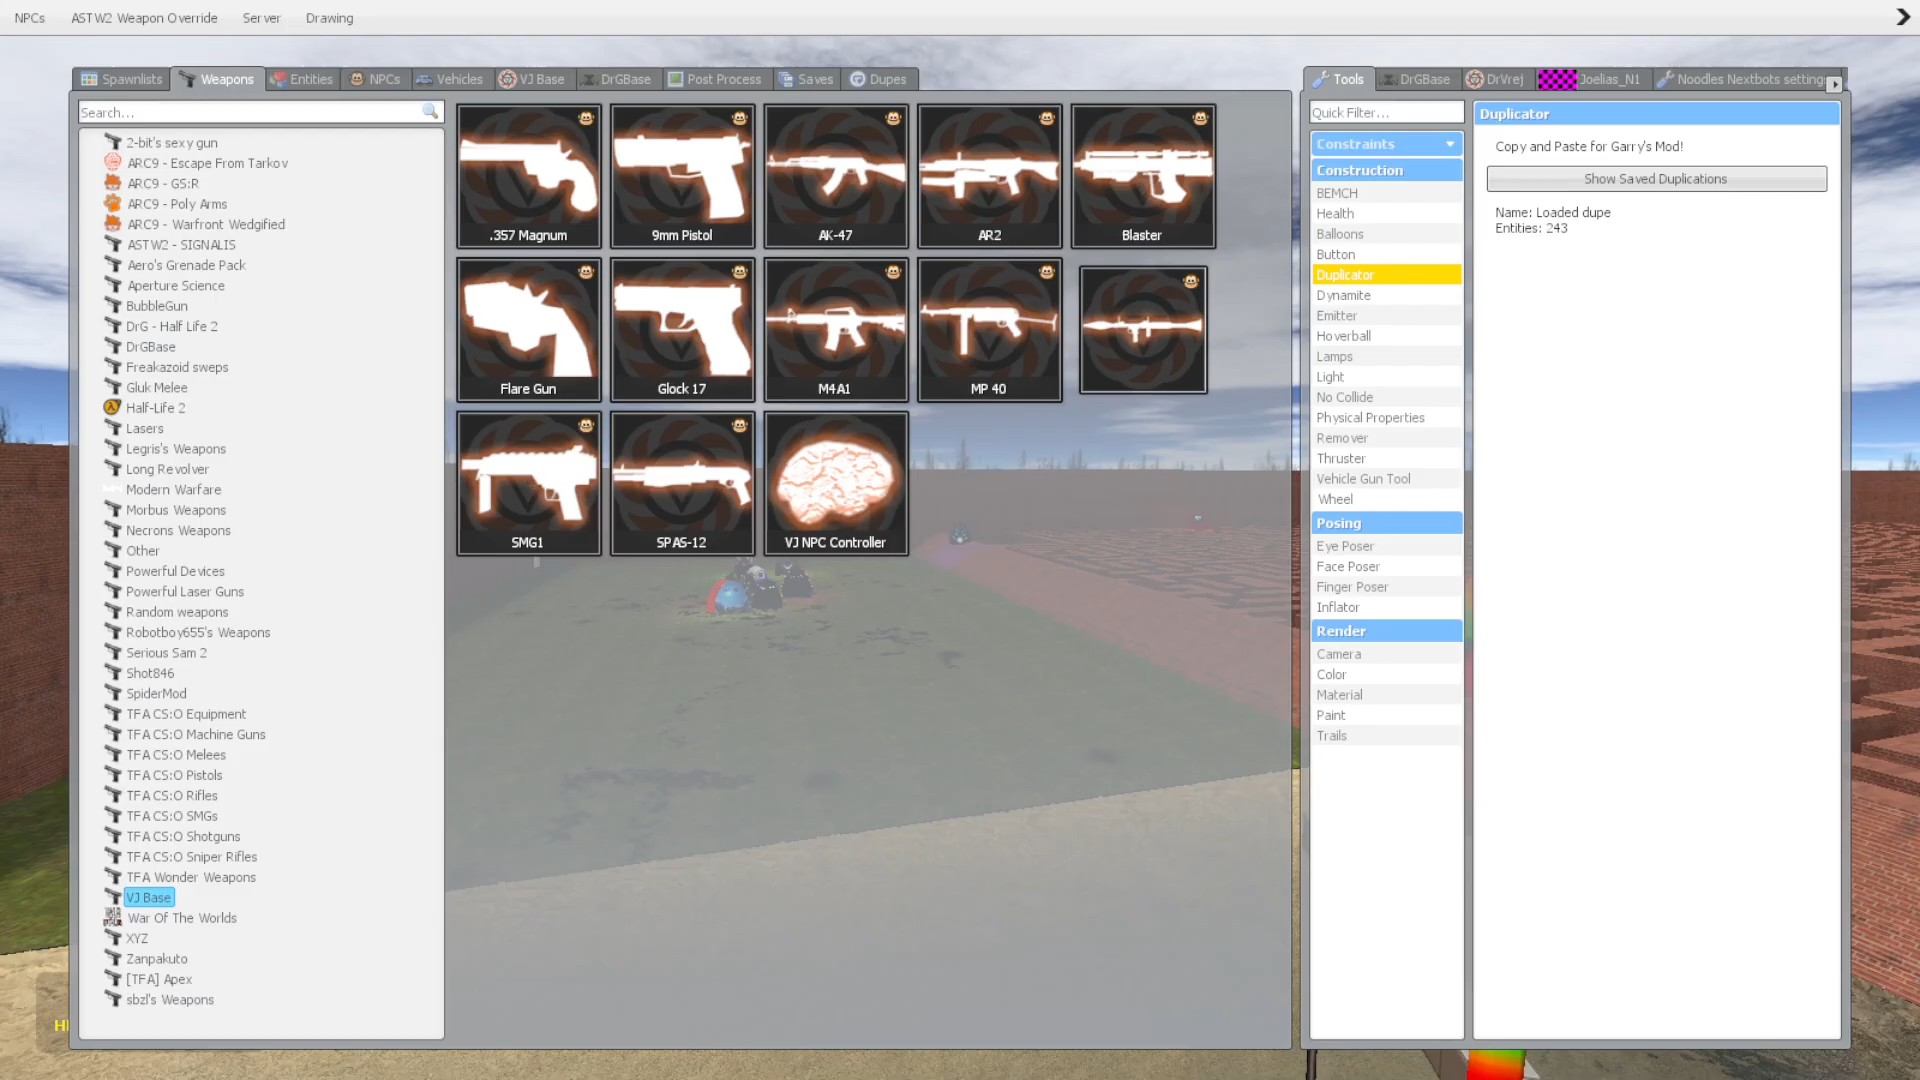 NPCs
ASTW2 Weapon Override
Server
Drawing
Spawnlists
Weapons
Entities
NPCs
Vehicles
VJ Base
DrGBase
Post Process
Saves
Dupes
Search...
2-bit's sexy gun
ARC9 - Escape From Tarkov
ARC9 - GS:R
ARC9 - Poly Arms
ARC9 - Warfront Wedgified
ASTW2 - SIGNALIS
Aero's Grenade Pack
Aperture Science
BubbleGun
DrG - Half Life 2
DrGBase
Freakazoid sweps
Gluk Melee
Half-Life 2
Lasers
Legris's Weapons
Long Revolver
Modern Warfare
Morbus Weapons
Necrons Weapons
Other
Powerful Devices
Powerful Laser Guns
Random weapons
Robotboy655's Weapons
Serious Sam 2
Shot846
SpiderMod
TFA CS:O Equipment
TFA CS:O Machine Guns
TFA CS:O Melees
TFA CS:O Pistols
TFA CS:O Rifles
TFA CS:O SMGs
TFA CS:O Shotguns
TFA CS:O Sniper Rifles
TFA Wonder Weapons
VJ Base
War Of The Worlds
XYZ
Zanpakuto
[TFA] Apex
sbzl's Weapons
.357 Magnum
9mm Pistol
AK-47
AR2
Blaster
Flare Gun
Glock 17
M4A1
MP 40
SMG1
SPAS-12
VJ NPC Controller
Tools
DrGBase
DrVrej
Joelias_N1
Noodles Nextbots setting
Quick Filter...
Constraints
Construction
BEMCH
Health
Balloons
Button
Duplicator
Dynamite
Emitter
Hoverball
Lamps
Light
No Collide
Physical Properties
Remover
Thruster
Vehicle Gun Tool
Wheel
Posing
Eye Poser
Face Poser
Finger Poser
Inflator
Render
Camera
Color
Material
Paint
Trails
Duplicator
Copy and Paste for Garry's Mod!
Show Saved Duplications
Name: Loaded dupe
Entities: 243